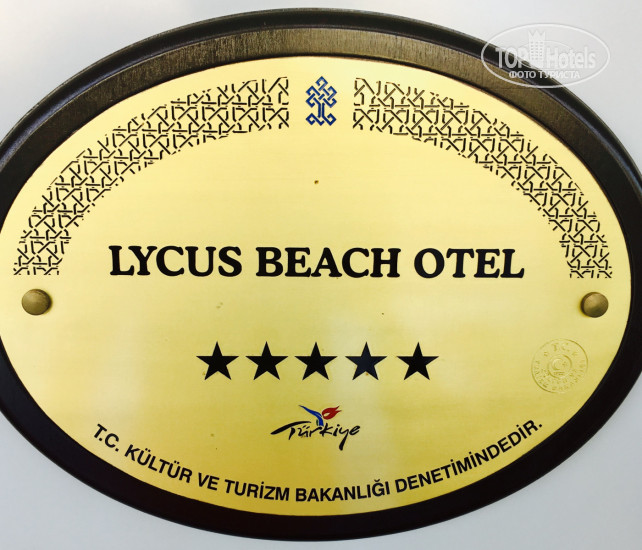 TOP Hotels
ФОТО ТУРИСТА
LYCUS BEACH OTEL
Türkiye
T.C. KÜLTÜR VE TURİZM BAKANLIĞI DENETİMİNDEDİR.